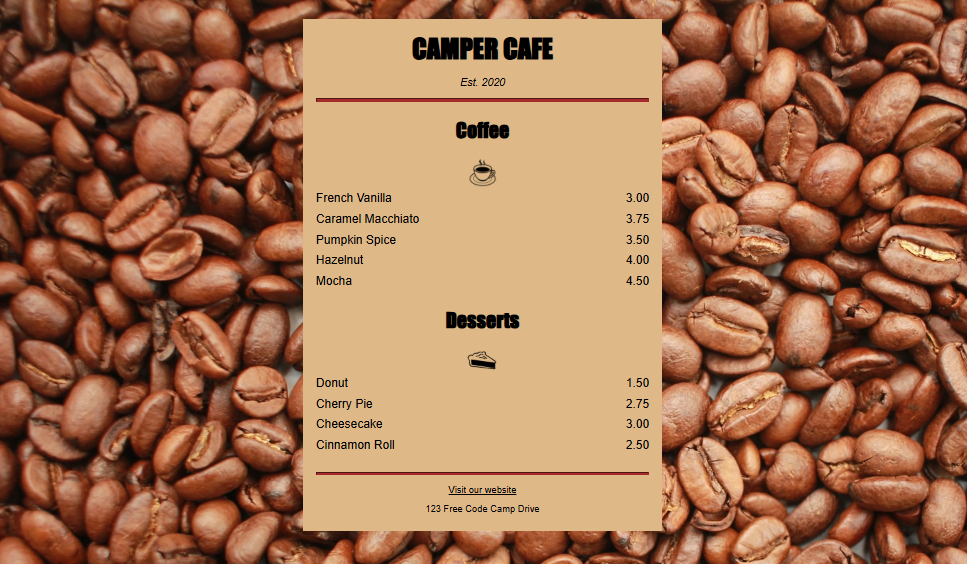 CAMPER CAFE
Est. 2020
Coffee
French Vanilla 3.00
Caramel Macchiato 3.75
Pumpkin Spice 3.50
Hazelnut 4.00
Mocha 4.50
Desserts
Donut 1.50
Cherry Pie 2.75
Cheesecake 3.00
Cinnamon Roll 2.50
Visit our website
123 Free Code Camp Drive